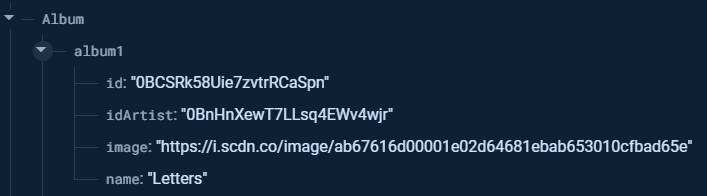 Album
album1
id: "0BCSRk58Uie7zvtrRCaSpn"
idArtist: "0BnHnXewT7LLsq4EWv4wjr"
image: "https://i.scdn.co/image/ab67616d00001e02d64681ebab653010cfbad65e"
name: "Letters"